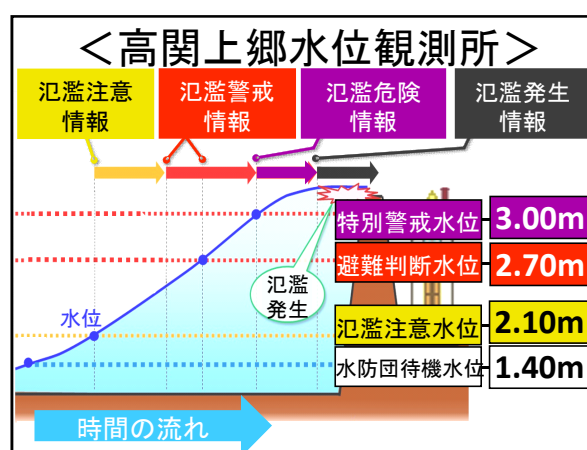 ＜高関上郷水位観測所＞
氾濫注意
情報
氾濫警戒
情報
氾濫危険
情報
氾濫発生
情報
特別警戒水位
3.00m
避難判断水位
2.70m
氾濫
発生
水位
氾濫注意水位
2.10m
水防団待機水位
1.40m
時間の流れ